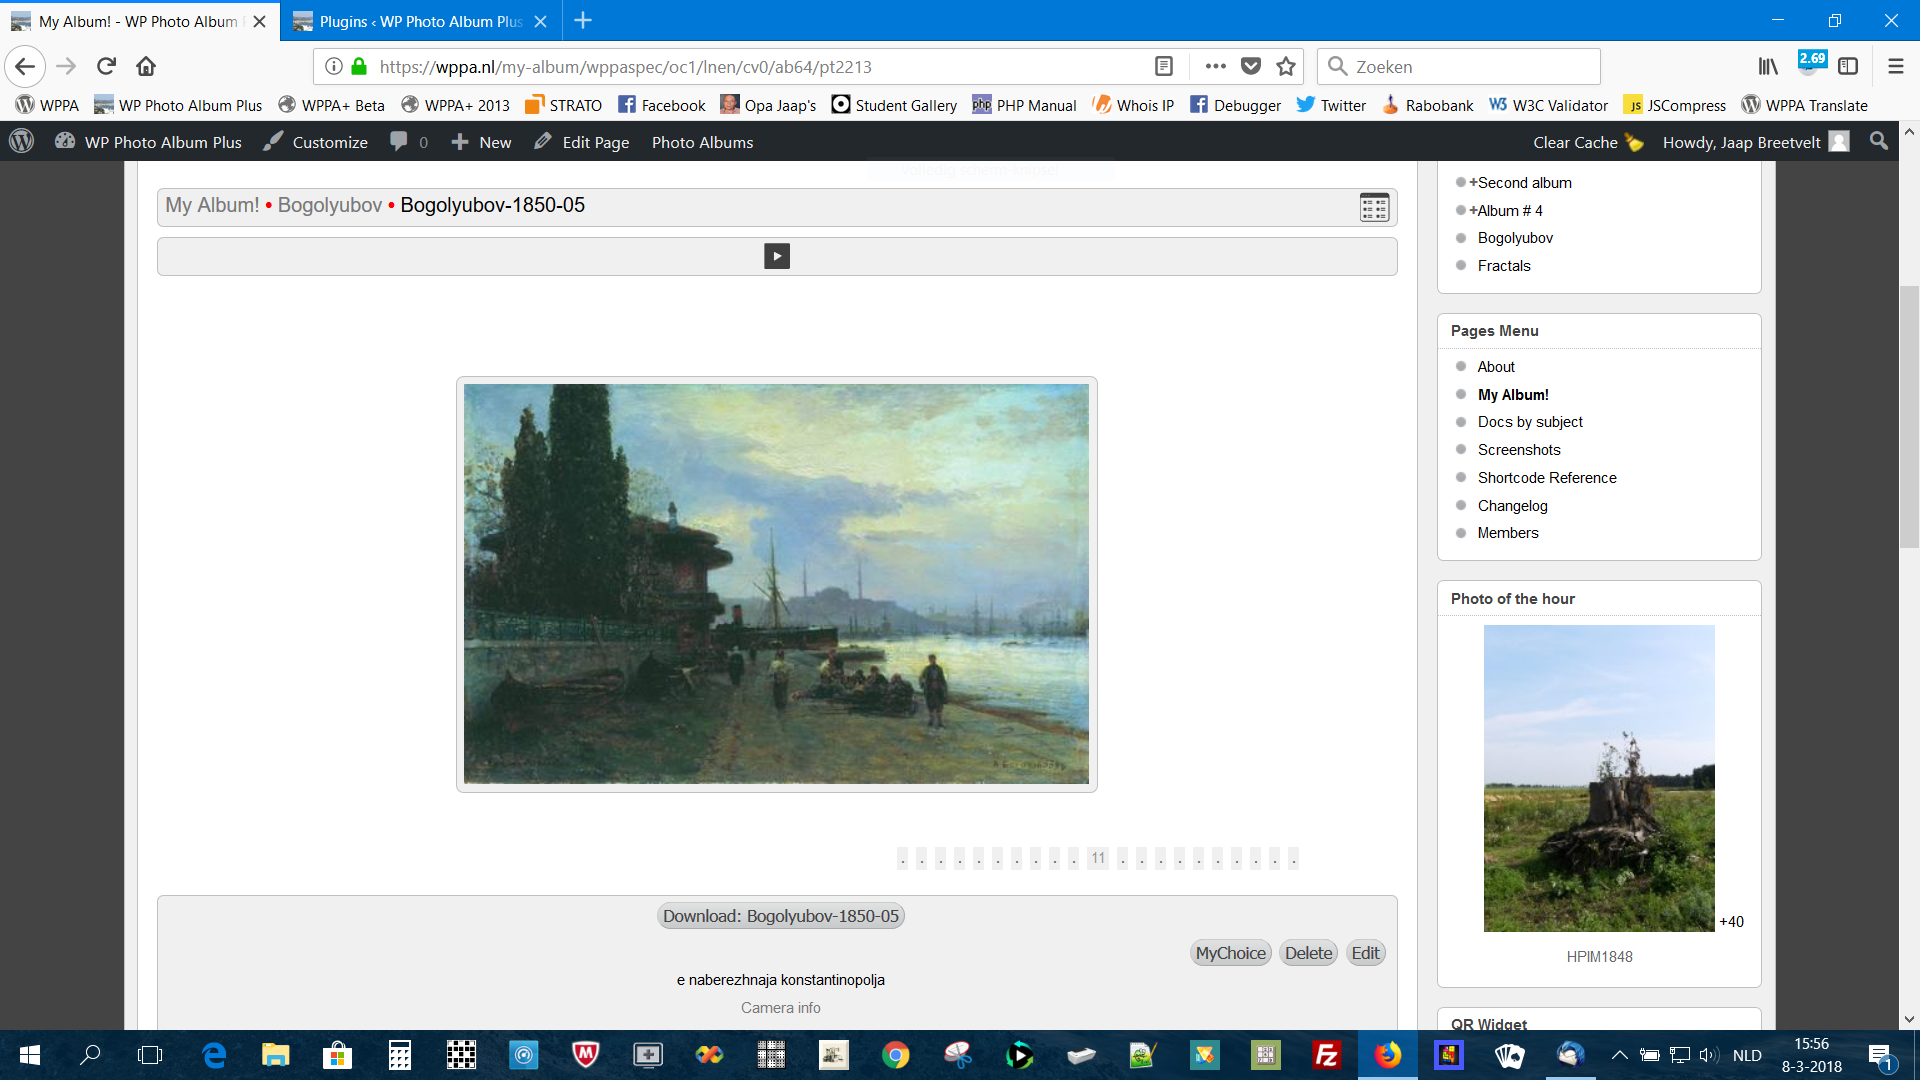 My Album! - WP Photo Album
Plugins ‹ WP Photo Album Plus
https://wppa.nl/my-album/wppaspec/oc1/lnen/cv0/ab64/pt2213
Zoeken
2.69
WPPA
WP Photo Album Plus
WPPA+ Beta
WPPA+ 2013
STRATO
Facebook
Opa Jaap's
Student Gallery
php
PHP Manual
Whois IP
Debugger
Twitter
Rabobank
W3C Validator
JS
JSCompress
WPPA Translate
WP Photo Album Plus
Customize
0
New
Edit Page
Photo Albums
Clear Cache
Howdy, Jaap Breetvelt
My Album! • Bogolyubov • Bogolyubov-1850-05
. . . . . . . . . . 11 . . . . . . . . . .
Download: Bogolyubov-1850-05
MyChoice
Delete
Edit
e naberezhnaja konstantinopolja
Camera info
+Second album
+Album # 4
Bogolyubov
Fractals
Pages Menu
About
My Album!
Docs by subject
Screenshots
Shortcode Reference
Changelog
Members
Photo of the hour
+40
HPIM1848
QR Widget
NLD
15:56
8-3-2018
1